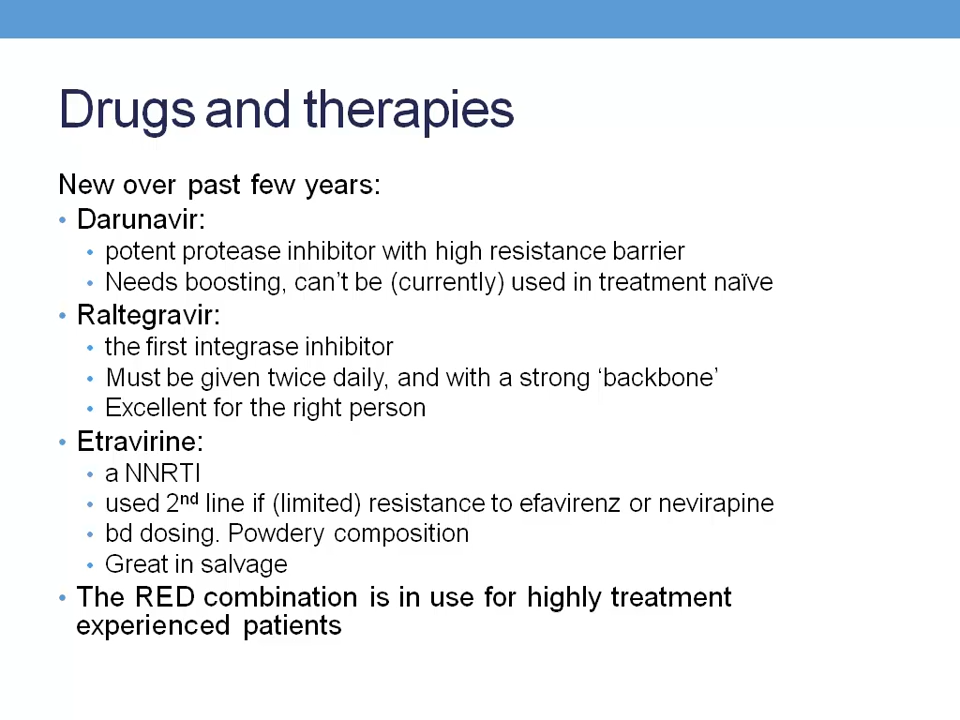 Drugs and therapies
New over past few years:
• Darunavir:
• potent protease inhibitor with high resistance barrier
• Needs boosting, can’t be (currently) used in treatment naïve
• Raltegravir:
• the first integrase inhibitor
• Must be given twice daily, and with a strong ‘backbone’
• Excellent for the right person
• Etravirine:
• a NNRTI
• used 2nd line if (limited) resistance to efavirenz or nevirapine
• bd dosing. Powdery composition
• Great in salvage
• The RED combination is in use for highly treatment
experienced patients